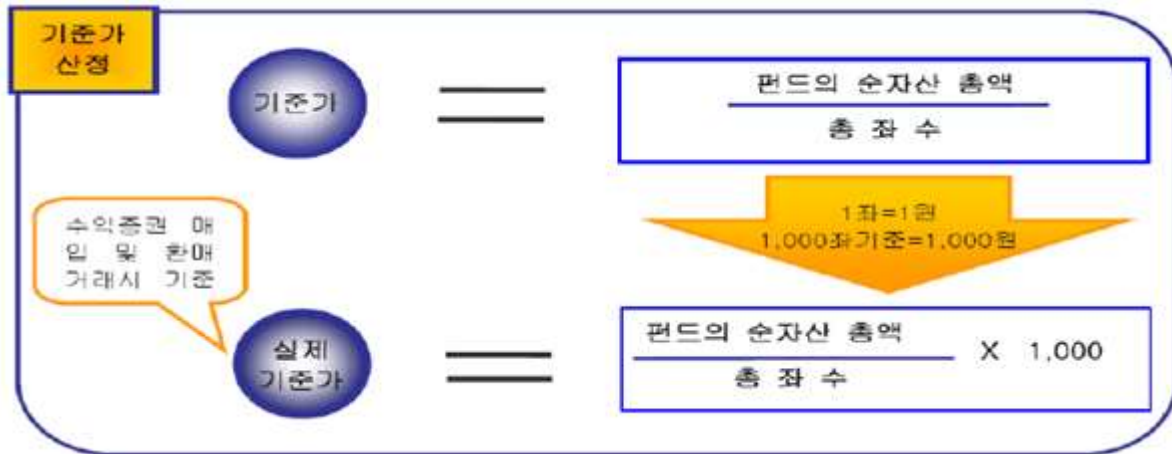 기준가
산정
기준가
펀드의 순자산 총액
총 좌 수
1좌=1원
1,000좌기준=1,000원
수익증권 매
입 및 환매
거래시 기준
실제
기준가
펀드의 순자산 총액
총 좌 수
X 1,000